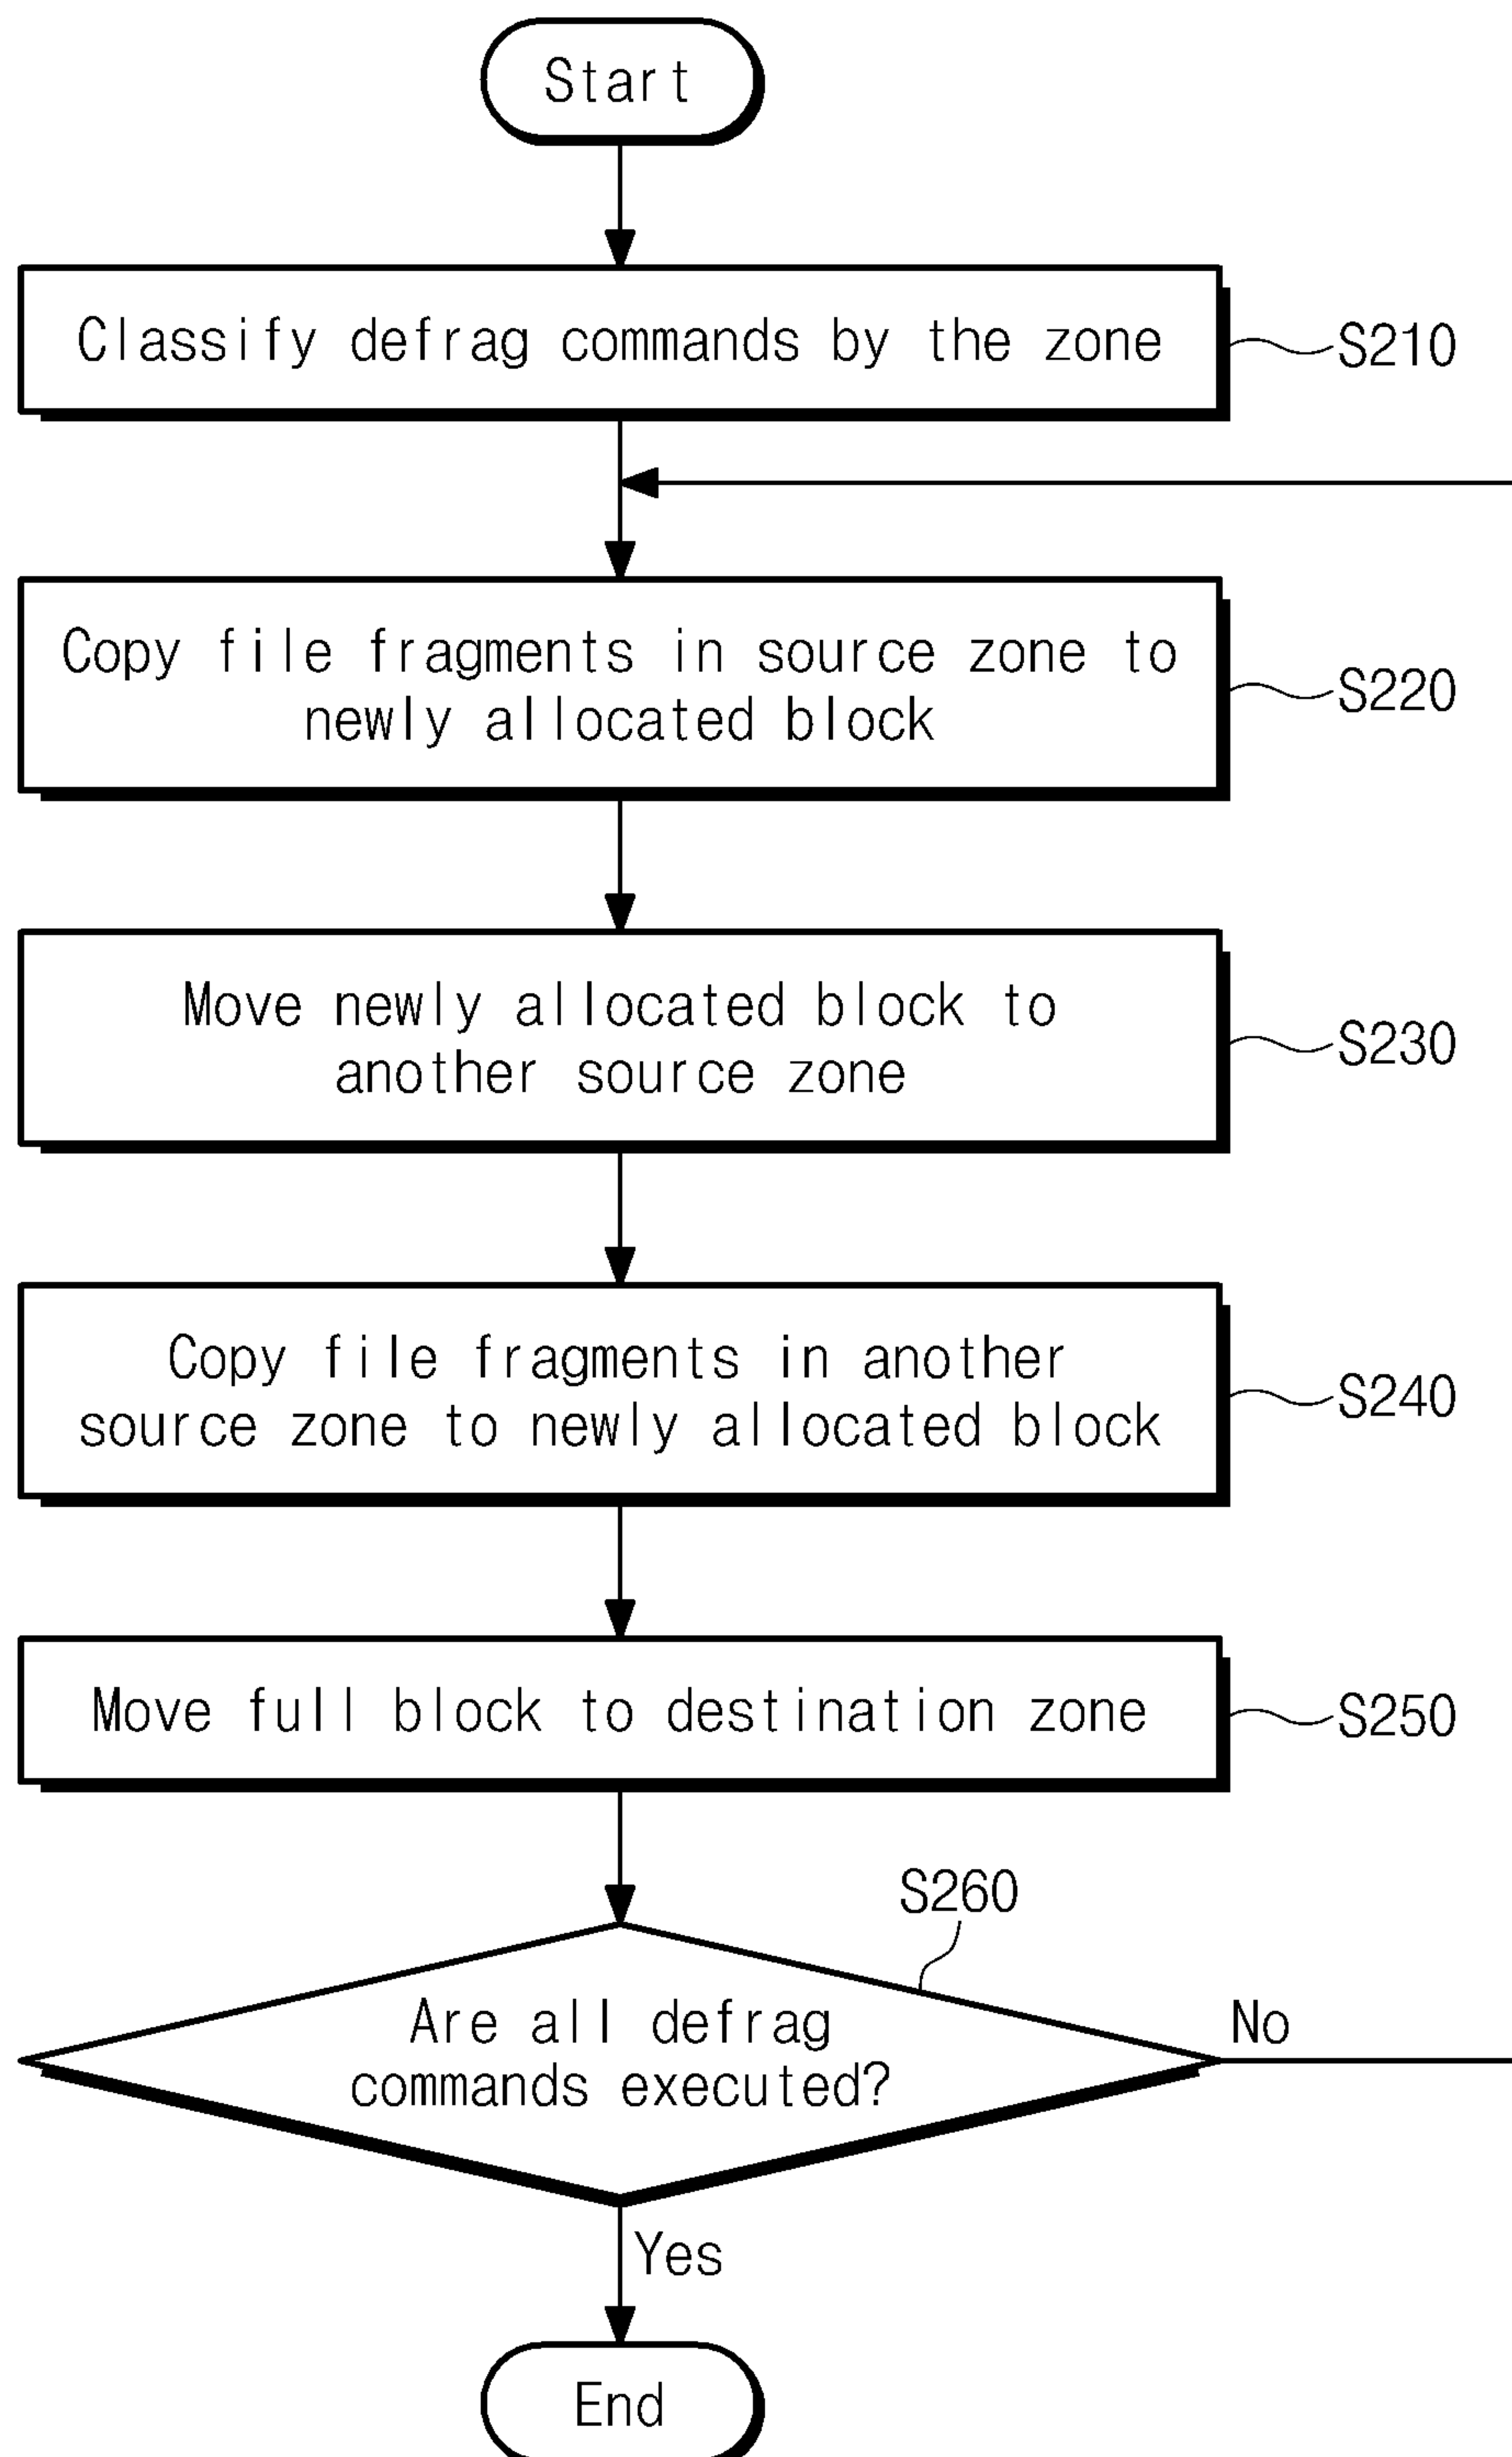 Start
Classify defrag commands by the zone
S210
Copy file fragments in source zone to
newly allocated block
S220
Move newly allocated block to
another source zone
S230
Copy file fragments in another
source zone to newly allocated block
S240
Move full block to destination zone
S250
S260
Are all defrag
commands executed?
No
Yes
End